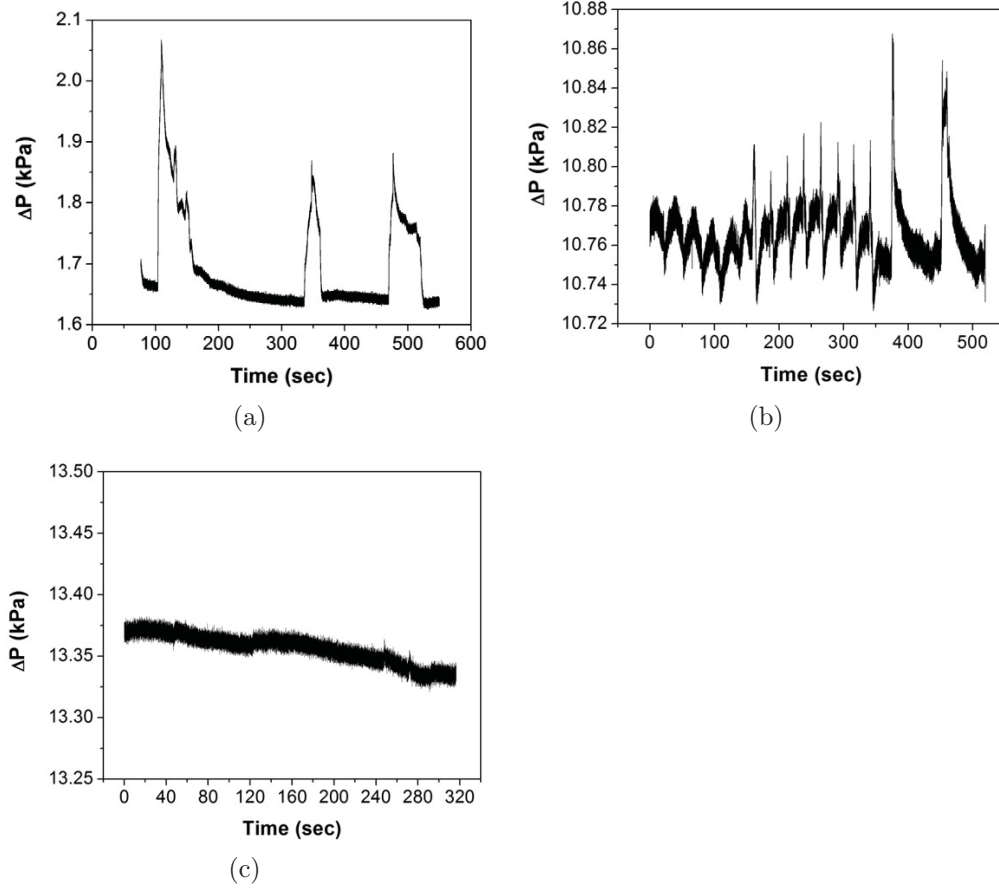 2.1
2.0
1.9
1.8
1.7
1.6
ΔP (kPa)
0 100 200 300 400 500 600
Time (sec)
(a)
10.88
10.86
10.84
10.82
10.80
10.78
10.76
10.74
10.72
ΔP (kPa)
0 100 200 300 400 500
Time (sec)
(b)
13.50
13.45
13.40
13.35
13.30
13.25
ΔP (kPa)
0 40 80 120 160 200 240 280 320
Time (sec)
(c)